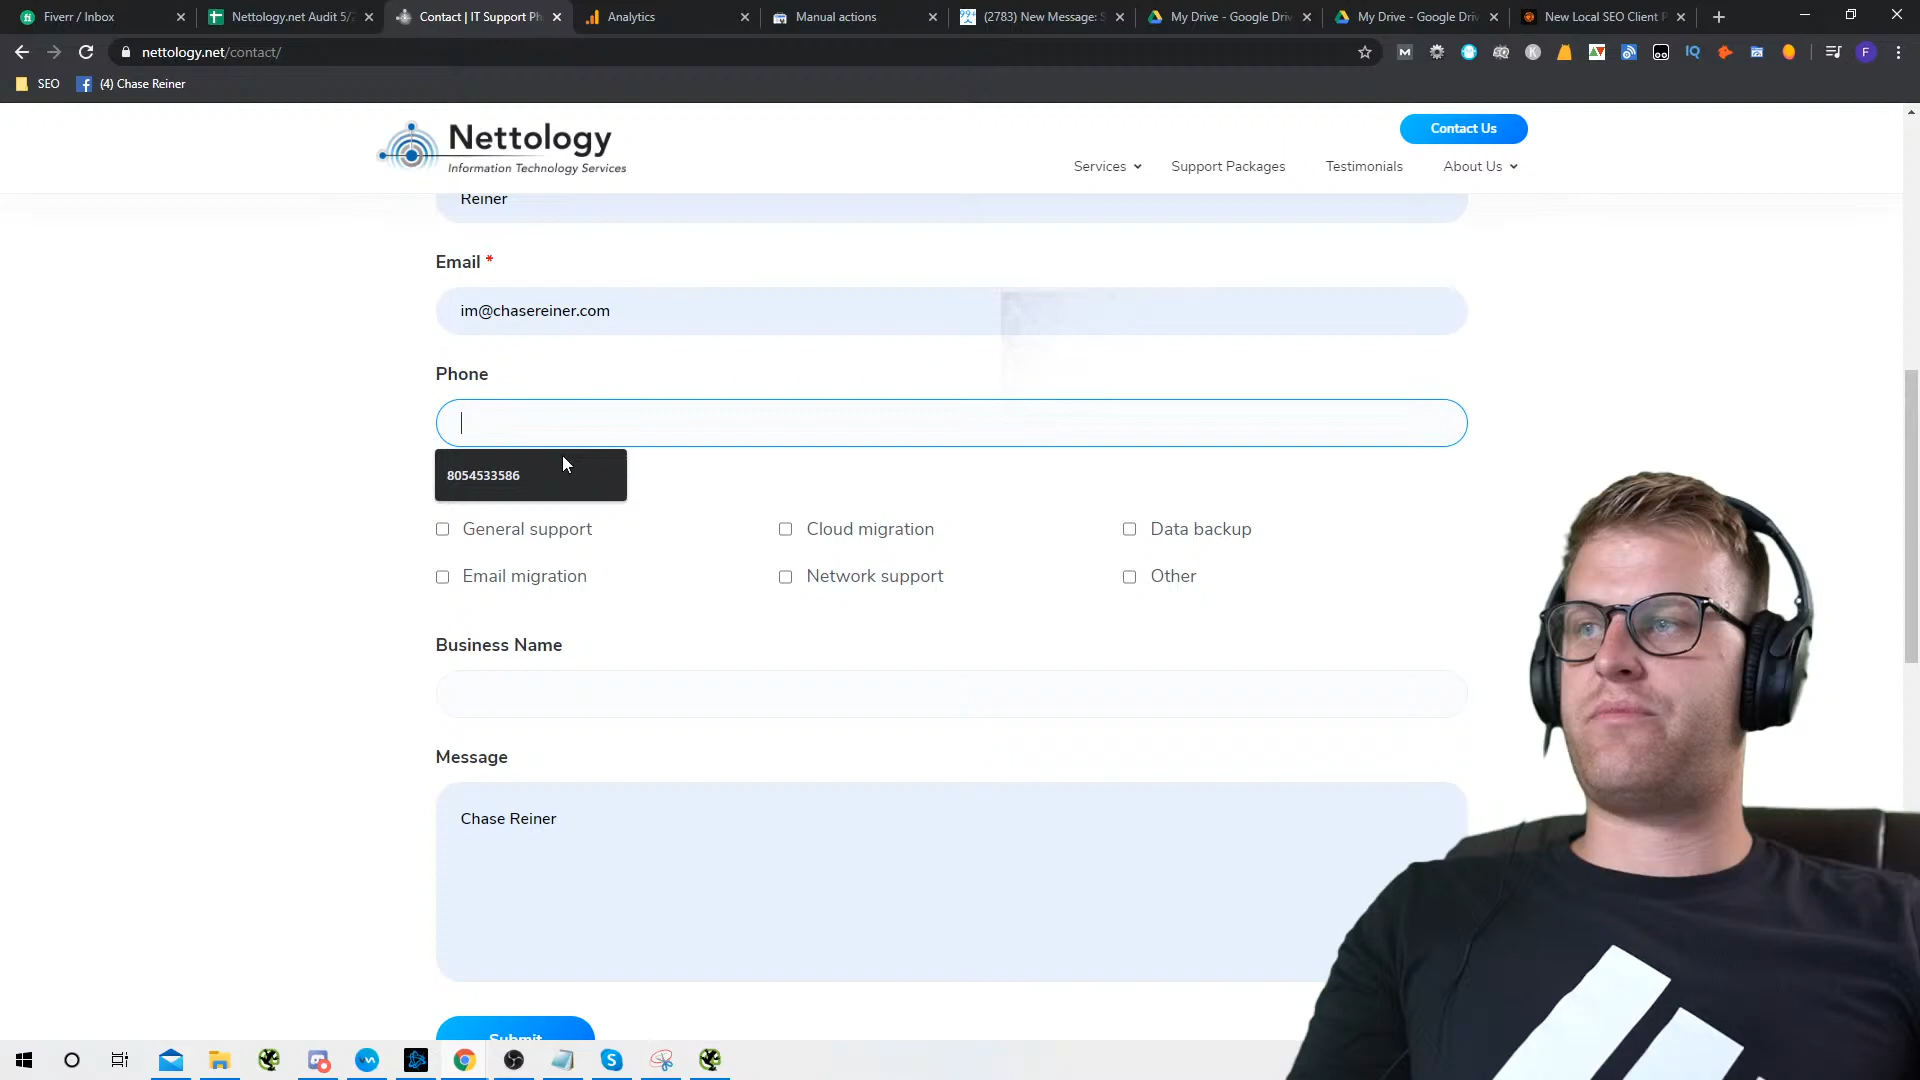 Fiverr / Inbox
Nettology.net Audit 5/2
Contact | IT Support Ph
Analytics
Manual actions
(2783) New Message: S
My Drive - Google Driv
My Drive - Google Driv
New Local SEO Client P
nettology.net/contact/
SEO
(4) Chase Reiner
Nettology
Information Technology Services
Contact Us
Services
Support Packages
Testimonials
About Us
Reiner
Email *
im@chasereiner.com
Phone
8054533586
General support
Cloud migration
Data backup
Email migration
Network support
Other
Business Name
Message
Chase Reiner
Submit